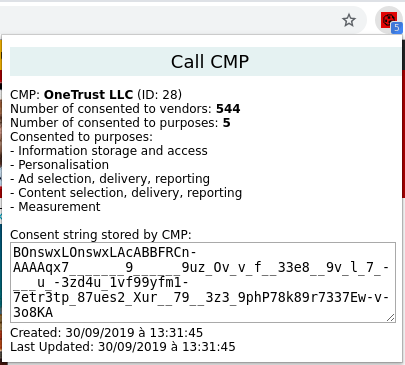 5
Call CMP
CMP: OneTrust LLC (ID: 28)
Number of consented to vendors: 544
Number of consented to purposes: 5
Consented to purposes:
- Information storage and access
- Personalisation
- Ad selection, delivery, reporting
- Content selection, delivery, reporting
- Measurement
Consent string stored by CMP:
BOnswxLOnswxLAcABBFRCn-
AAAAqx7_______9______9uz_Ov_v_f__33e8__9v_l_7_-
___u_-3zd4u_1vf99yfm1-
7etr3tp_87ues2_Xur__79__3z3_9phP78k89r7337Ew-v-
3o8KA
Created: 30/09/2019 à 13:31:45
Last Updated: 30/09/2019 à 13:31:45